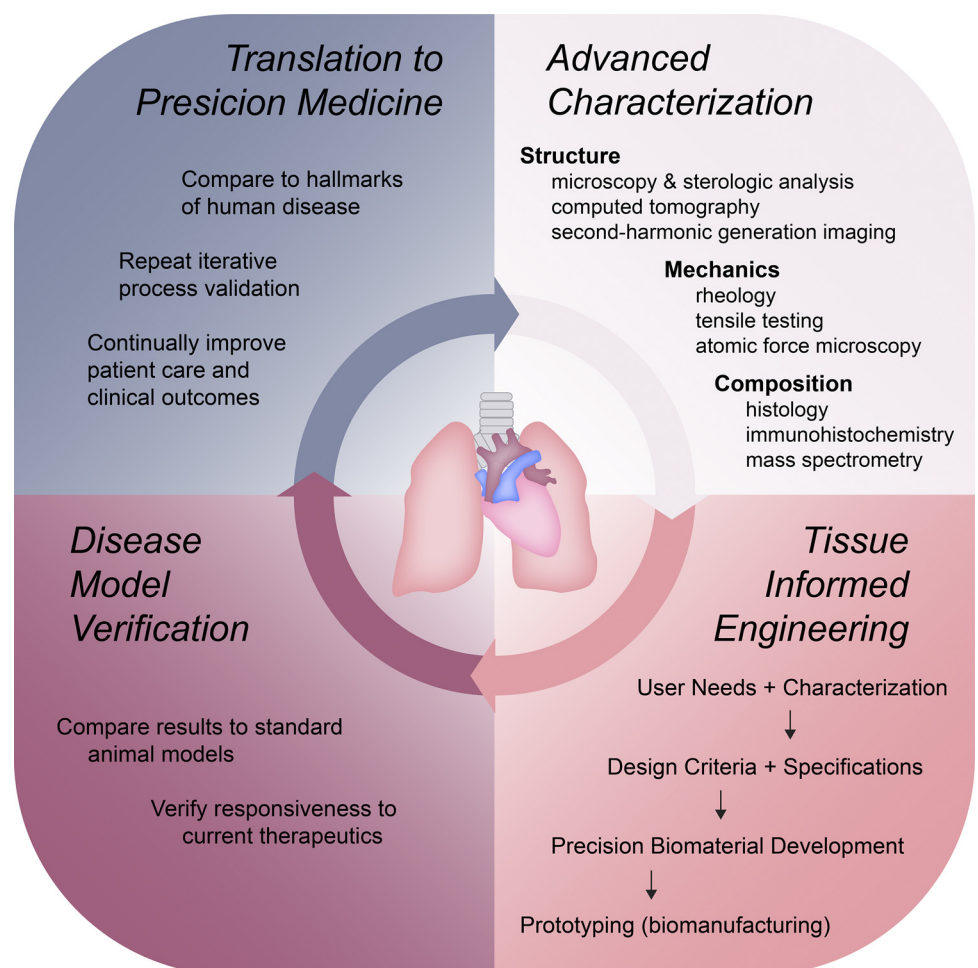 Translation to
Presicion Medicine
Compare to hallmarks
of human disease
Repeat iterative
process validation
Continually improve
patient care and
clinical outcomes
Advanced
Characterization
Structure
microscopy & sterologic analysis
computed tomography
second-harmonic generation imaging
Mechanics
rheology
tensile testing
atomic force microscopy
Composition
histology
immunohistochemistry
mass spectrometry
Disease
Model
Verification
Compare results to standard
animal models
Verify responsiveness to
current therapeutics
Tissue
Informed
Engineering
User Needs + Characterization
Design Criteria + Specifications
Precision Biomaterial Development
Prototyping (biomanufacturing)